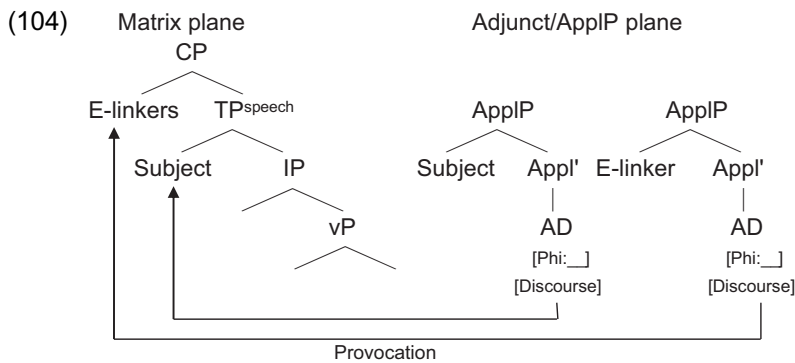 (104) Matrix plane Adjunct/ApplP plane
CP
E-linkers TPspeech ApplP ApplP
Subject IP Subject Appl' E-linker Appl'
vP AD AD
[Phi:__] [Phi:__]
[Discourse] [Discourse]
Provocation